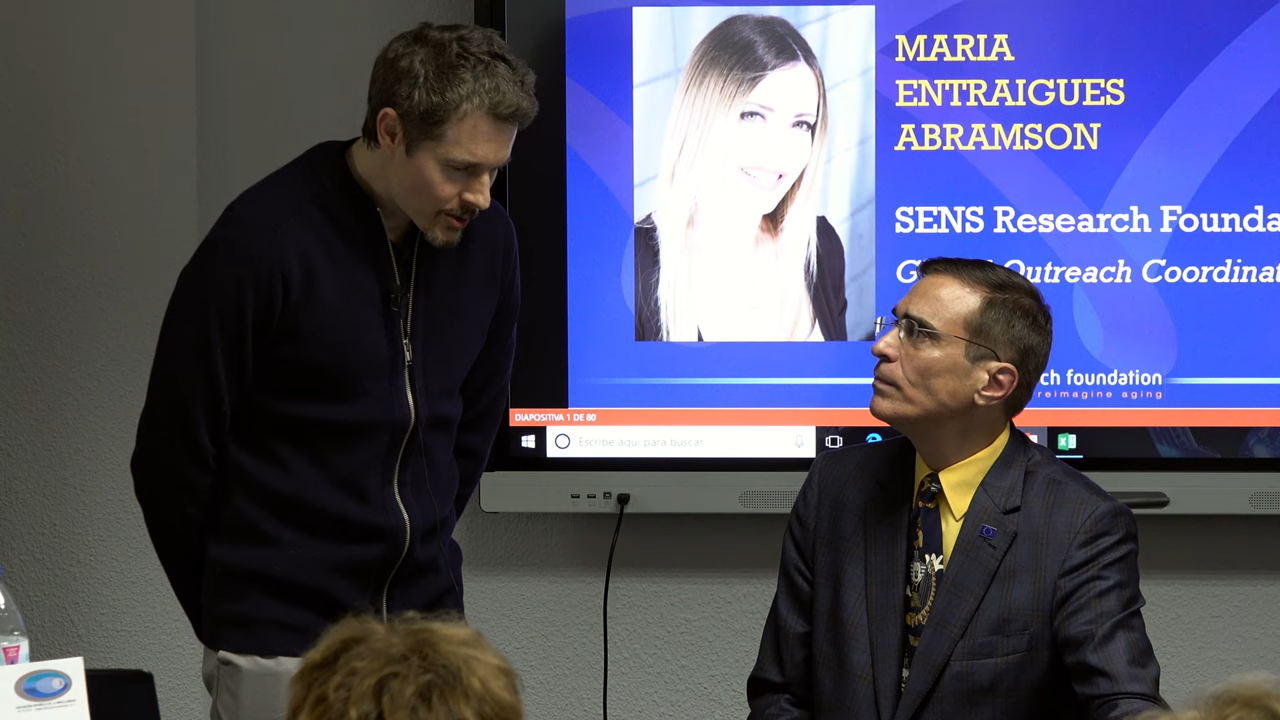 MARIA
ENTRAIGUES
ABRAMSON
SENS Research Founda
Outreach Coordinat
ch foundation
reimagine aging
DIAPOSITIVA 1 DE 80
Escribe aquí para buscar